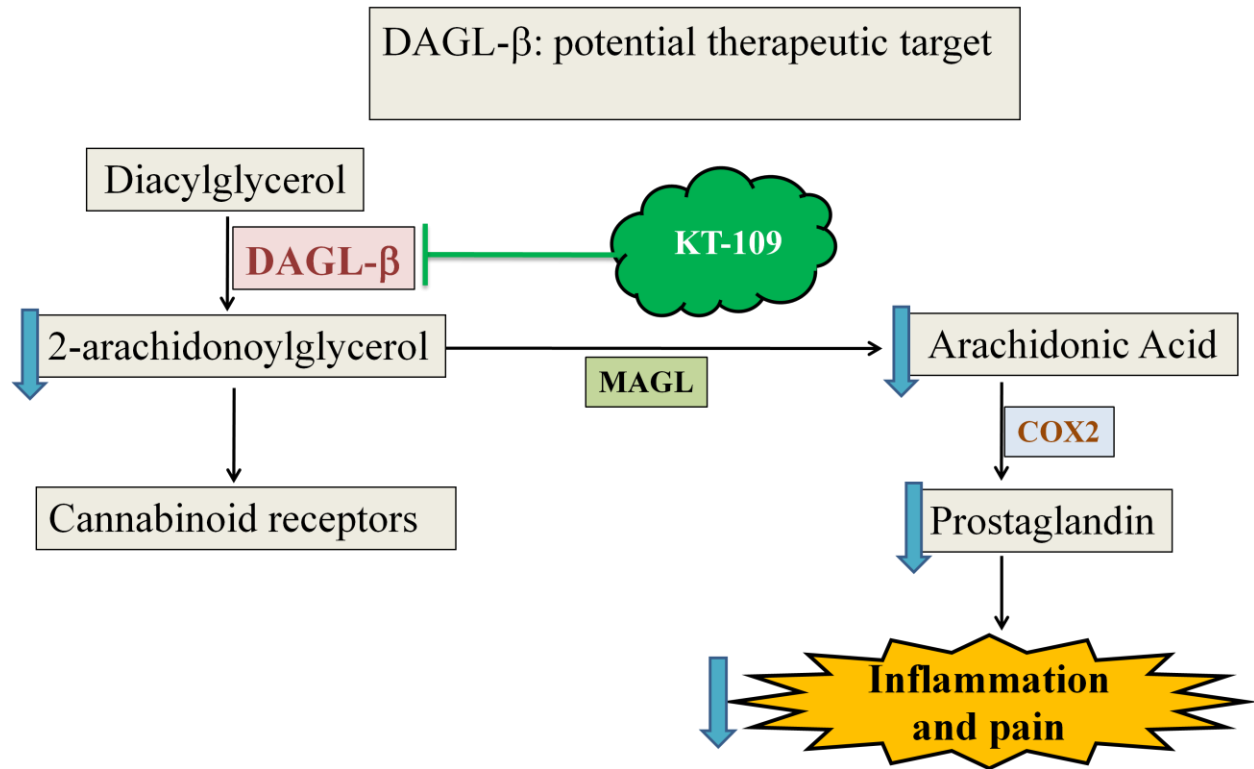 DAGL-β: potential therapeutic target
Diacylglycerol
DAGL-β
KT-109
2-arachidonoylglycerol
MAGL
Arachidonic Acid
COX2
Cannabinoid receptors
Prostaglandin
Inflammation
and pain